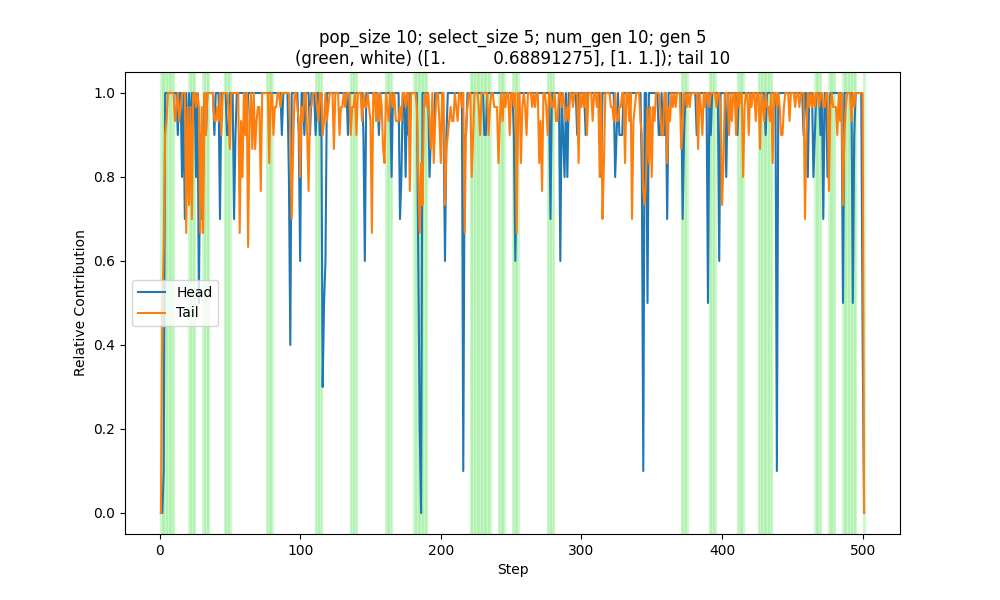 pop_size 10; select_size 5; num_gen 10; gen 5
(green, white) ([1. 0.68891275], [1. 1.]); tail 10
1.0
0.8
0.6
0.4
0.2
0.0
Relative Contribution
Head
Tail
0 100 200 300 400 500
Step